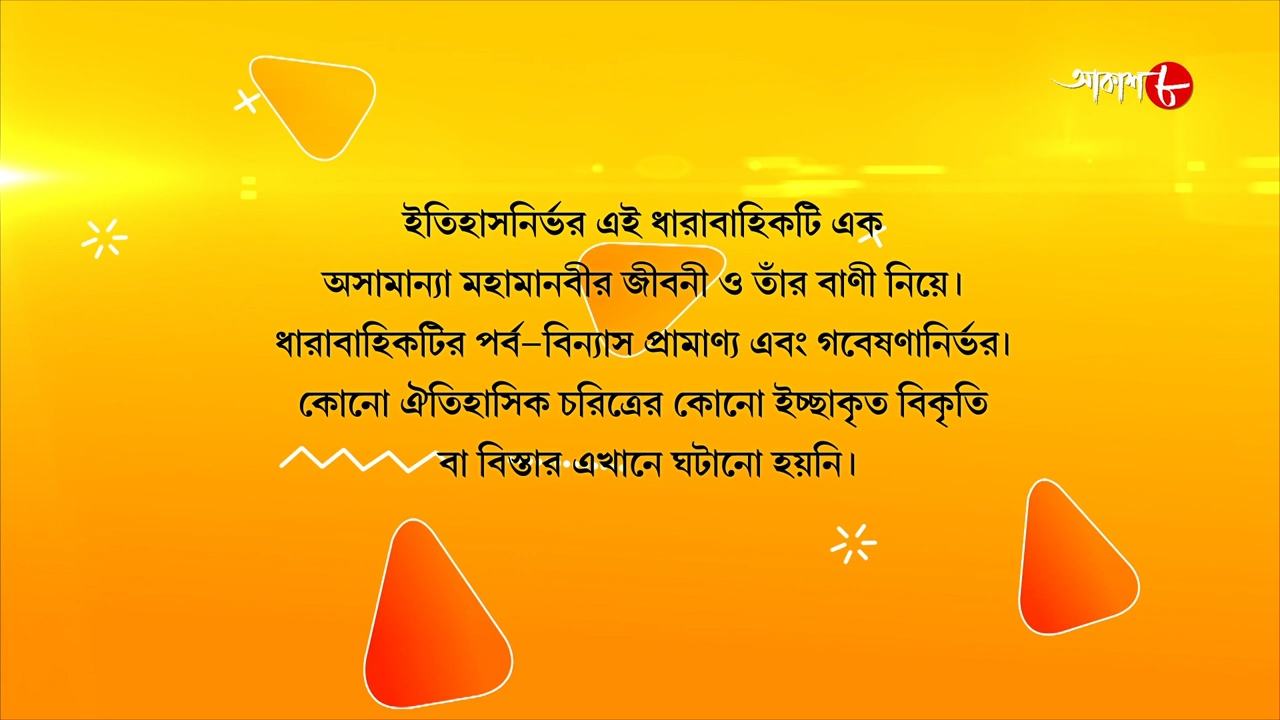 আকাশ ৮
ইতিহাসনির্ভর এই ধারাবাহিকটি এক
অসামান্যা মহামানবীর জীবনী ও তাঁর বাণী নিয়ে।
ধারাবাহিকটির পর্ব–বিন্যাস প্রামাণ্য এবং গবেষণানির্ভর।
কোনো ঐতিহাসিক চরিত্রের কোনো ইচ্ছাকৃত বিকৃতি
বা বিস্তার এখানে ঘটানো হয়নি।